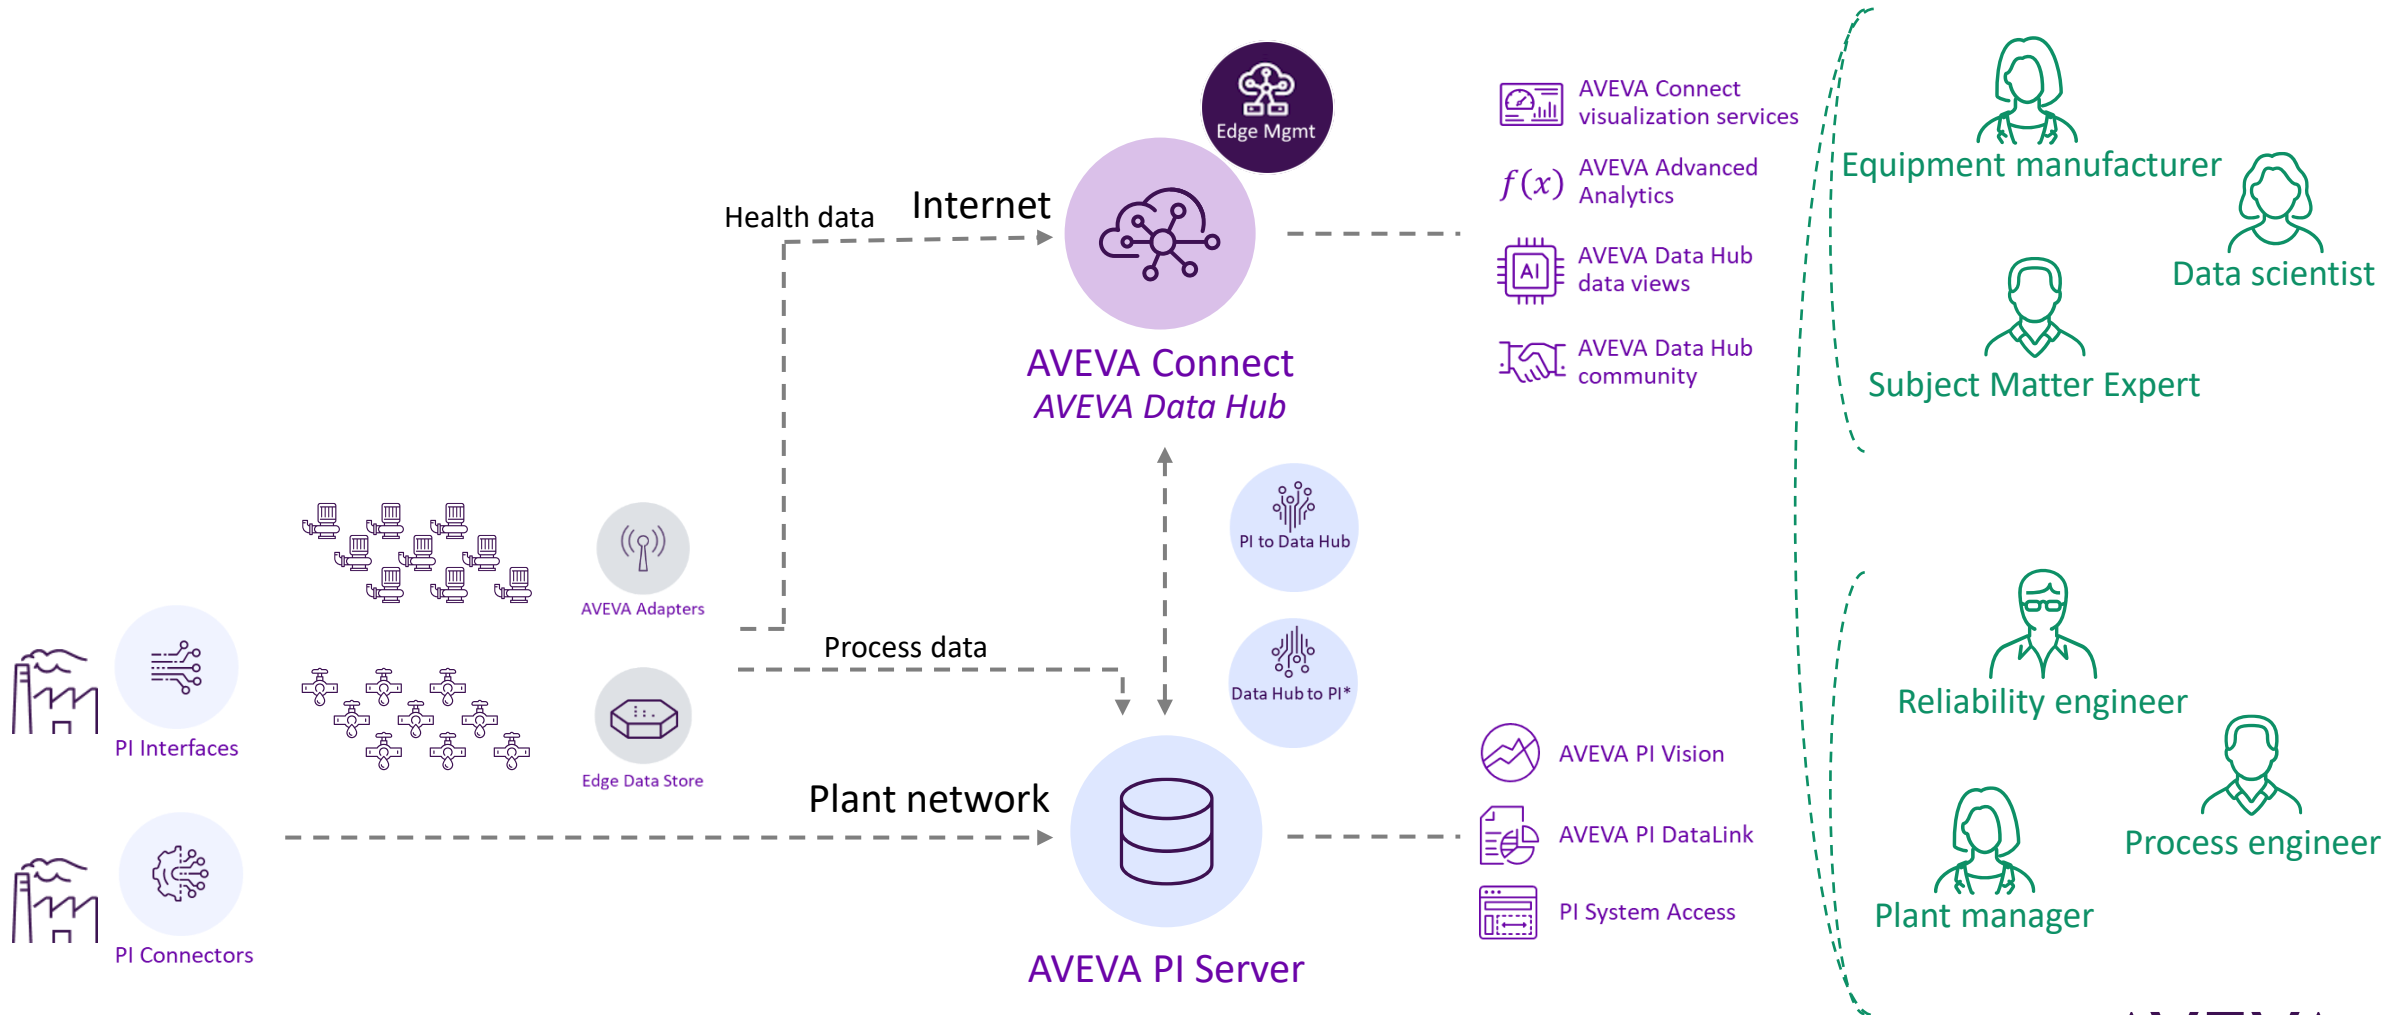 Edge Mgmt
Health data
Internet
AVEVA Connect
AVEVA Data Hub
AVEVA Connect
visualization services
f(x)
AVEVA Advanced
Analytics
AI
AVEVA Data Hub
data views
AVEVA Data Hub
community
Equipment manufacturer
Data scientist
Subject Matter Expert
PI to Data Hub
Data Hub to PI*
AVEVA Adapters
Process data
PI Interfaces
Edge Data Store
Plant network
PI Connectors
AVEVA PI Server
AVEVA PI Vision
AVEVA PI DataLink
PI System Access
Reliability engineer
Process engineer
Plant manager